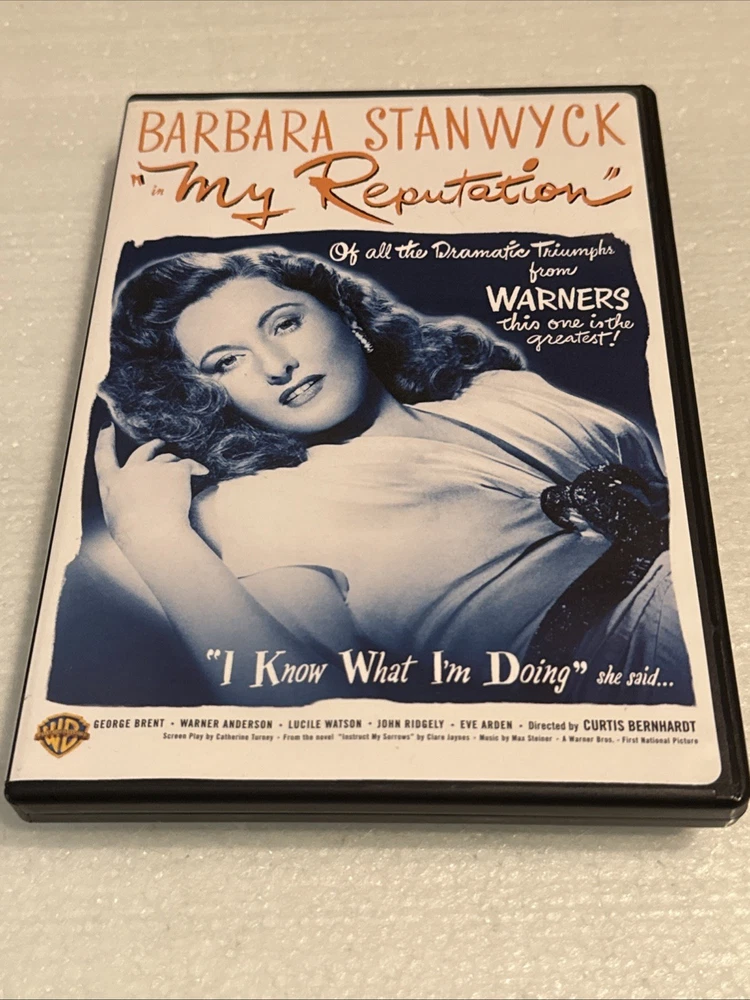 BARBARA STANWYCK
in "My Reputation"
Of all the Dramatic Triumphs
from
WARNERS
this one is the
greatest!
"I Know What I'm Doing" she said...
WB
GEORGE BRENT • WARNER ANDERSON • LUCILE WATSON • JOHN RIDGELY • EVE ARDEN • Directed by CURTIS BERNHARDT
Screen Play by Catherine Turney - From the novel "Instruct My Sorrows" by Clare Jaynes - Music by Max Steiner - A Warner Bros. - First National Picture